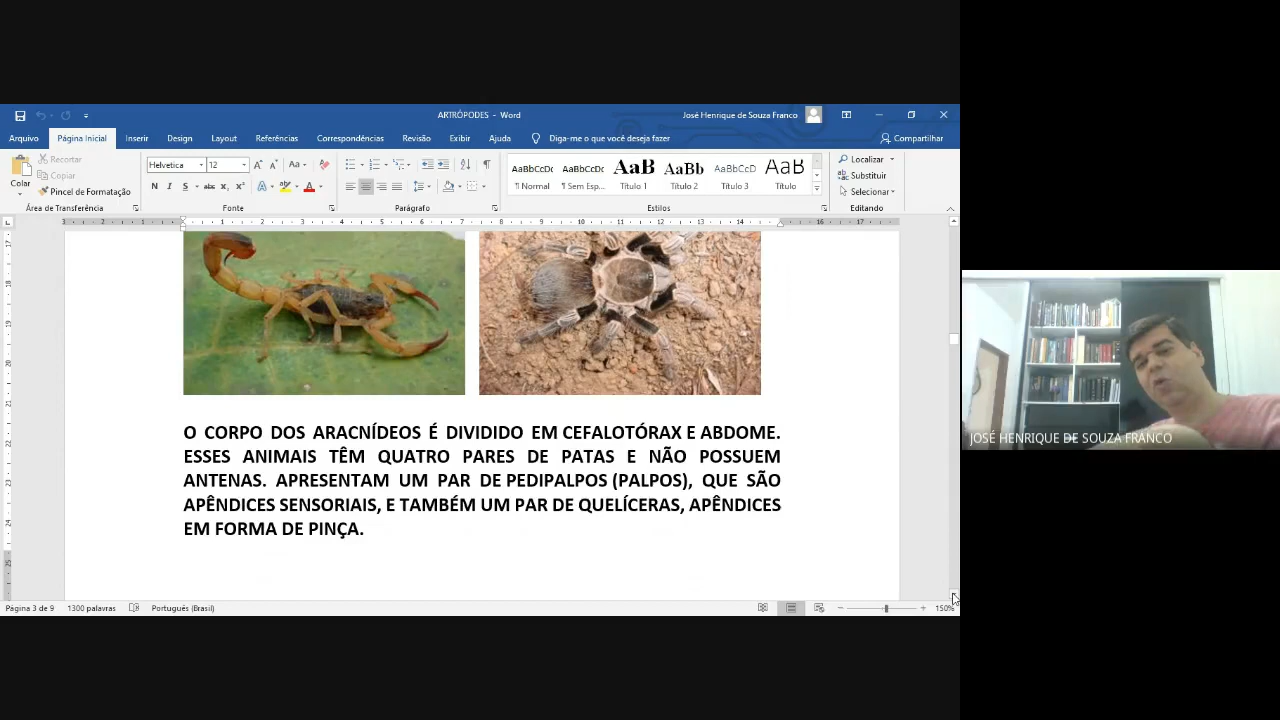 ARTRÓPODES - Word
José Henrique de Souza Franco
Arquivo Página Inicial Inserir Design Layout Referências Correspondências Revisão Exibir Ajuda Diga-me o que você deseja fazer Compartilhar
Colar
Recortar
Copiar
Pincel de Formatação
Área de Transferência
Helvetica 12
Fonte
Parágrafo
AaBbCcDc AaBbCcDc AaB AaBb AaBbCcD AaB
¶ Normal ¶ Sem Esp... Título 1 Título 2 Título 3 Título
Estilos
Localizar
Substituir
Selecionar
Editando
O CORPO DOS ARACNÍDEOS É DIVIDIDO EM CEFALOTÓRAX E ABDOME.
ESSES ANIMAIS TÊM QUATRO PARES DE PATAS E NÃO POSSUEM
ANTENAS. APRESENTAM UM PAR DE PEDIPALPOS (PALPOS), QUE SÃO
APÊNDICES SENSORIAIS, E TAMBÉM UM PAR DE QUELÍCERAS, APÊNDICES
EM FORMA DE PINÇA.
Página 3 de 9 1300 palavras Português (Brasil) 150%
JOSÉ HENRIQUE DE SOUZA FRANCO